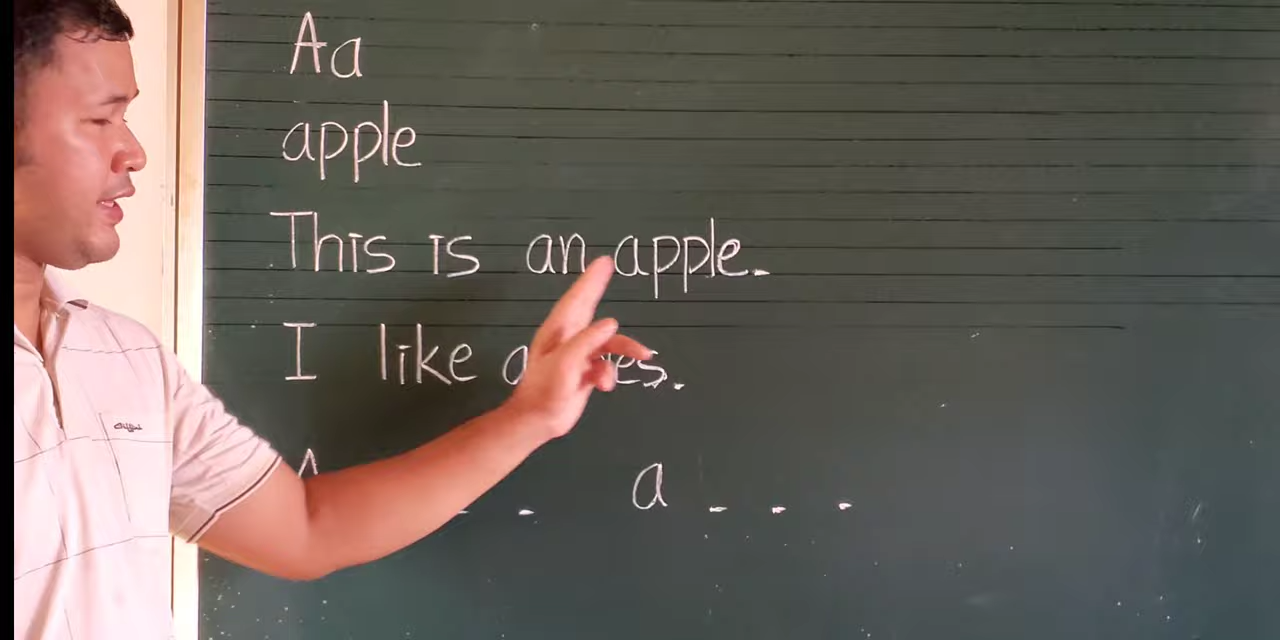 Aa
apple
This is an apple.
I like
A - - a - - -